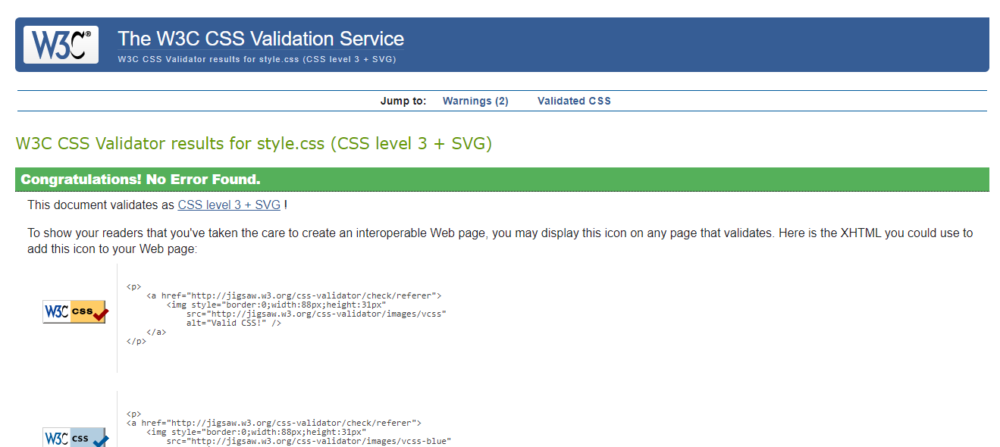 W3C® The W3C CSS Validation Service
W3C CSS Validator results for style.css (CSS level 3 + SVG)
Jump to: Warnings (2) Validated CSS
W3C CSS Validator results for style.css (CSS level 3 + SVG)
Congratulations! No Error Found.
This document validates as CSS level 3 + SVG !
To show your readers that you've taken the care to create an interoperable Web page, you may display this icon on any page that validates. Here is the XHTML you could use to
add this icon to your Web page:
W3C css
<p>
<a href="http://jigsaw.w3.org/css-validator/check/referer">
<img style="border:0;width:88px;height:31px"
src="http://jigsaw.w3.org/css-validator/images/vcss"
alt="Valid CSS!" />
</a>
</p>
W3C css
<p>
<a href="http://jigsaw.w3.org/css-validator/check/referer">
<img style="border:0;width:88px;height:31px"
src="http://jigsaw.w3.org/css-validator/images/vcss-blue"